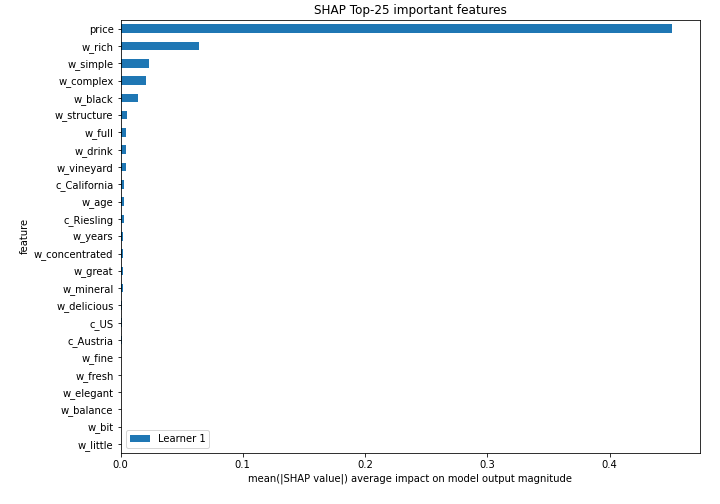 SHAP Top-25 important features
price
w_rich
w_simple
w_complex
w_black
w_structure
w_full
w_drink
w_vineyard
c_California
w_age
c_Riesling
w_years
w_concentrated
w_great
w_mineral
w_delicious
c_US
c_Austria
w_fine
w_fresh
w_elegant
w_balance
w_bit
w_little
feature
Learner 1
0.0 0.1 0.2 0.3 0.4
mean(|SHAP value|) average impact on model output magnitude